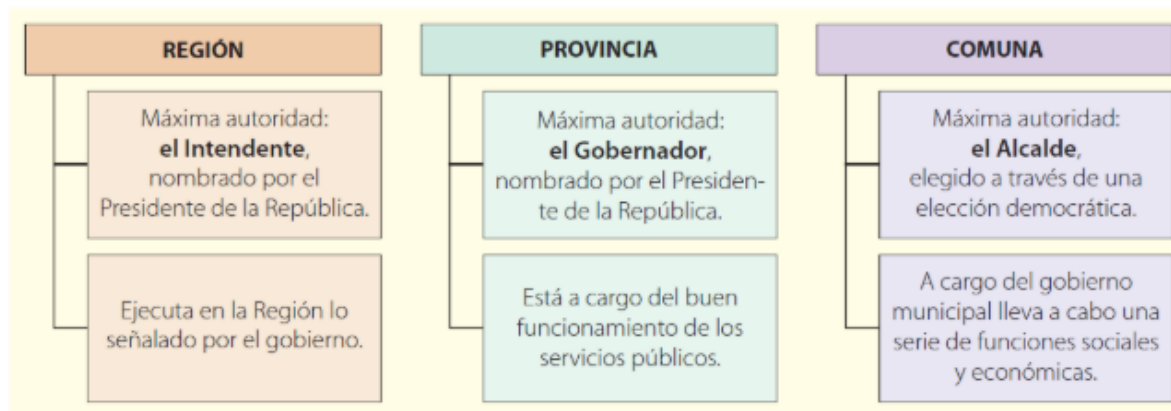 REGIÓN
Máxima autoridad:
el Intendente,
nombrado por el
Presidente de la República.
Ejecuta en la Región lo
señalado por el gobierno.
PROVINCIA
Máxima autoridad:
el Gobernador,
nombrado por el Presiden-
te de la República.
Está a cargo del buen
funcionamiento de los
servicios públicos.
COMUNA
Máxima autoridad:
el Alcalde,
elegido a través de una
elección democrática.
A cargo del gobierno
municipal lleva a cabo una
serie de funciones sociales
y económicas.